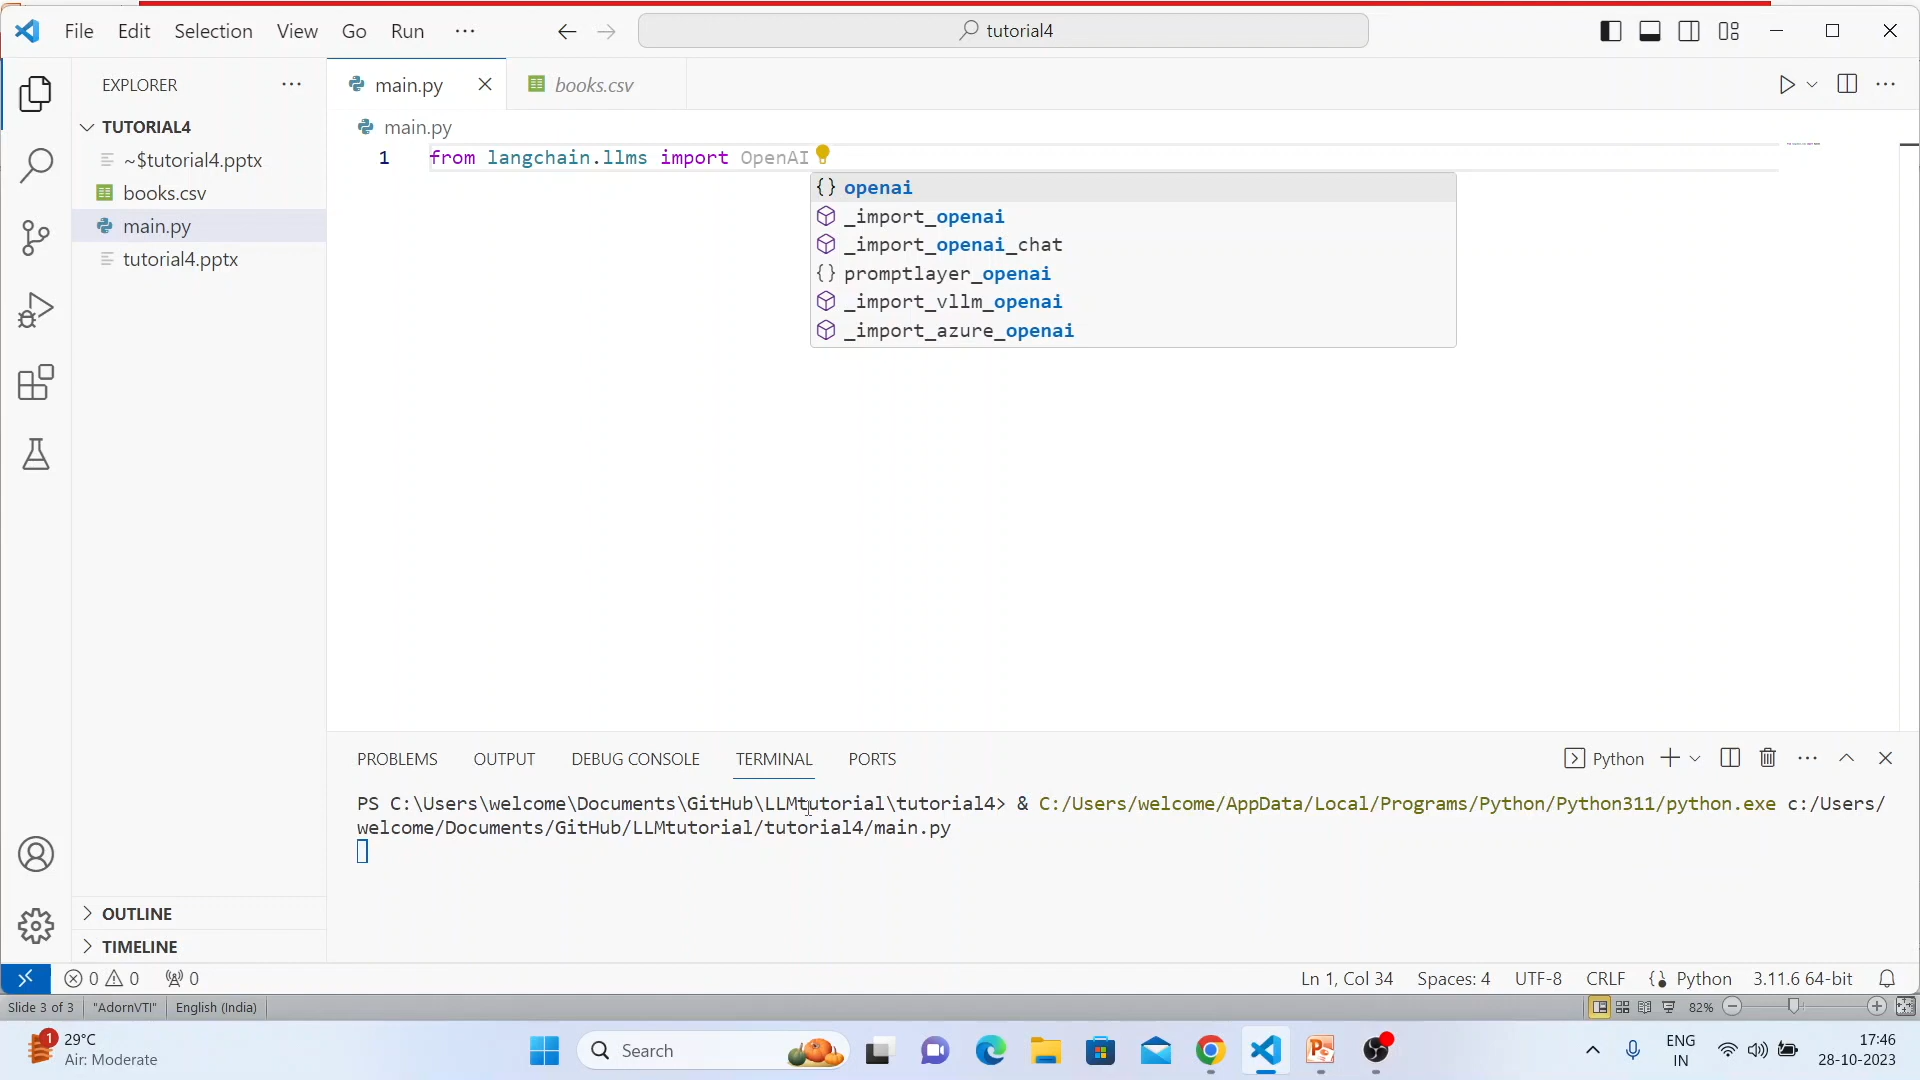 File Edit Selection View Go Run ··· tutorial4
EXPLORER ···
main.py
books.csv
TUTORIAL4
~$tutorial4.pptx
books.csv
main.py
tutorial4.pptx
main.py
1 from langchain.llms import OpenAI
{} openai
_import_openai
_import_openai_chat
{} promptlayer_openai
_import_vllm_openai
_import_azure_openai
PROBLEMS OUTPUT DEBUG CONSOLE TERMINAL PORTS
Python
PS C:\Users\welcome\Documents\GitHub\LLMtutorial\tutorial4> & C:/Users/welcome/AppData/Local/Programs/Python/Python311/python.exe c:/Users/
welcome/Documents/GitHub/LLMtutorial/tutorial4/main.py
OUTLINE
TIMELINE
0 0 0
Ln 1, Col 34 Spaces: 4 UTF-8 CRLF Python 3.11.6 64-bit
Slide 3 of 3 "AdornVTI" English (India) 82%
1 29°C
Air: Moderate
Search
ENG
IN
17:46
28-10-2023